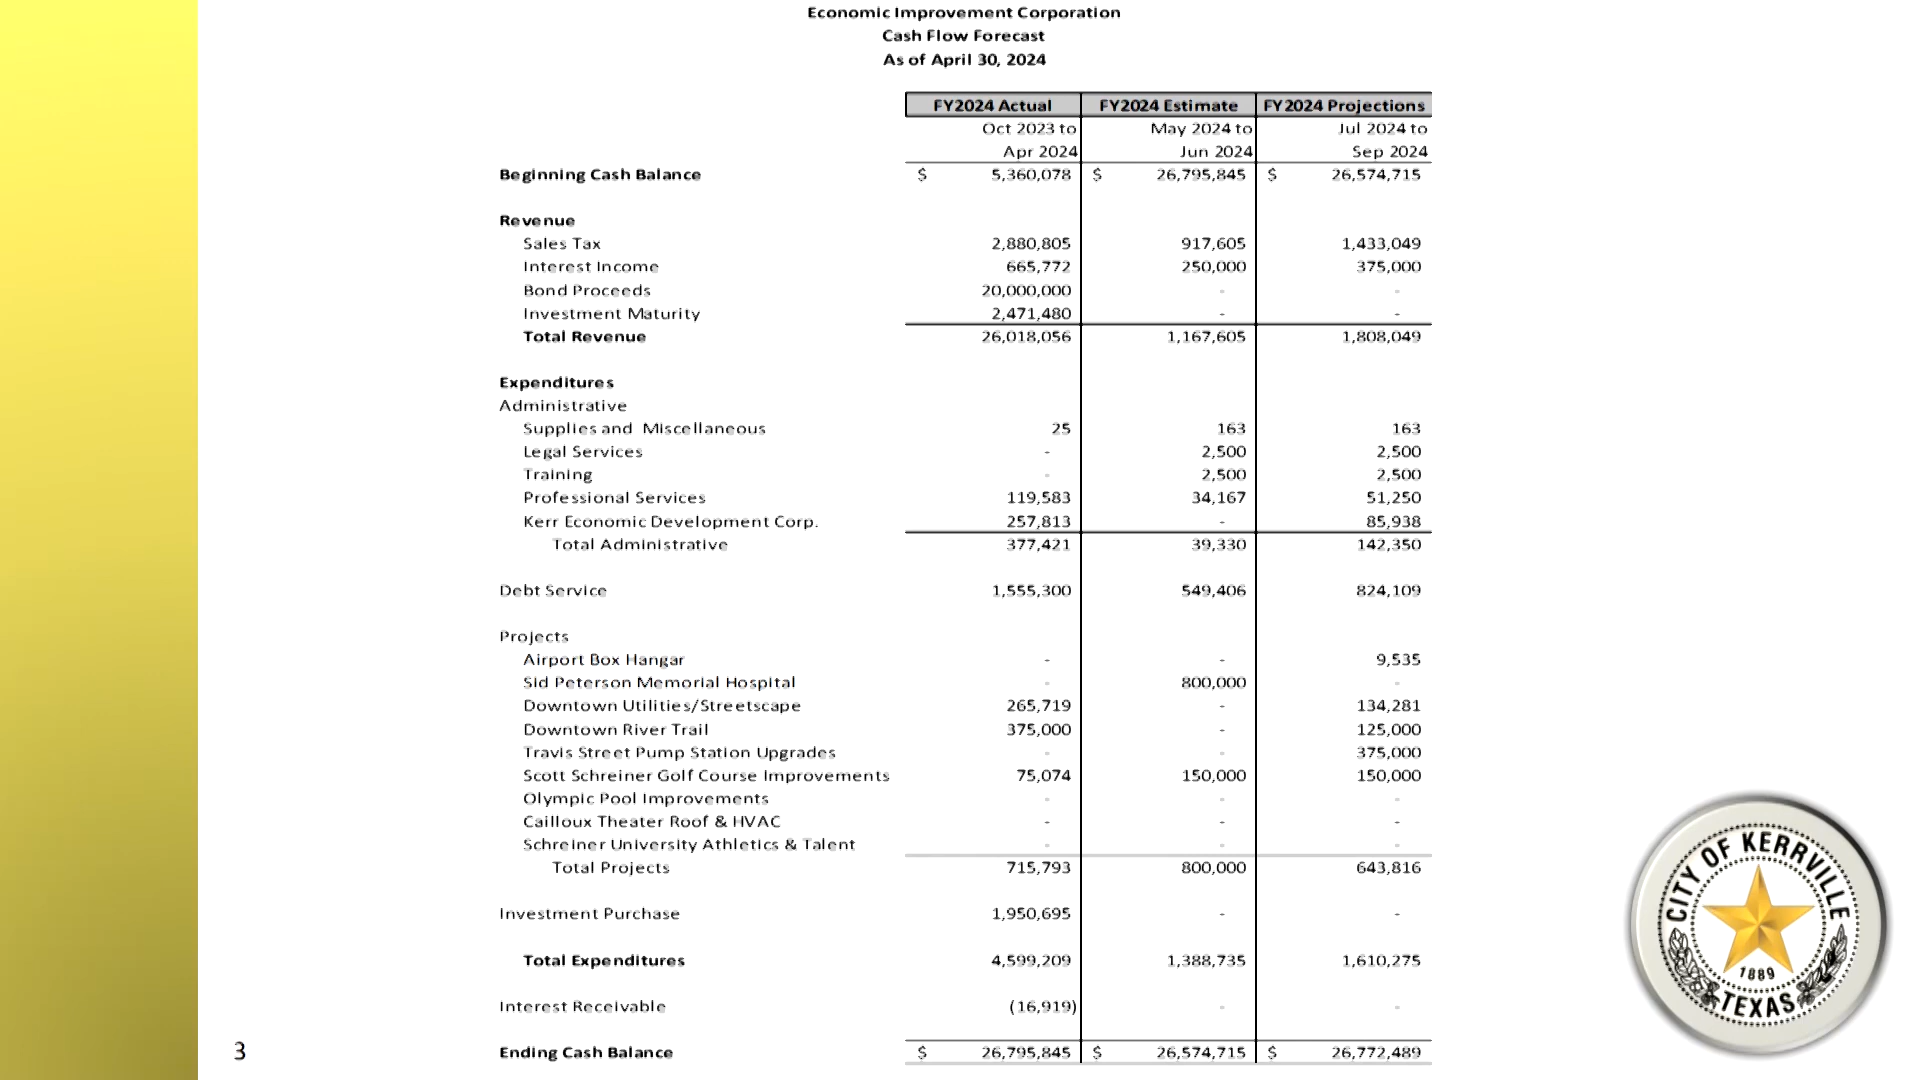 Economic Improvement Corporation
Cash Flow Forecast
As of April 30, 2024
FY2024 Actual FY2024 Estimate FY2024 Projections
Oct 2023 to May 2024 to Jul 2024 to
Apr 2024 Jun 2024 Sep 2024
Beginning Cash Balance $ 5,360,078 $ 26,795,845 $ 26,574,715
Revenue
Sales Tax 2,880,805 917,605 1,433,049
Interest Income 665,772 250,000 375,000
Bond Proceeds 20,000,000 - -
Investment Maturity 2,471,480 - -
Total Revenue 26,018,056 1,167,605 1,808,049
Expenditures
Administrative
Supplies and Miscellaneous 25 163 163
Legal Services - 2,500 2,500
Training - 2,500 2,500
Professional Services 119,583 34,167 51,250
Kerr Economic Development Corp. 257,813 - 85,938
Total Administrative 377,421 39,330 142,350
Debt Service 1,555,300 549,406 824,109
Projects
Airport Box Hangar - - 9,535
Sid Peterson Memorial Hospital - 800,000 -
Downtown Utilities/Streetscape 265,719 - 134,281
Downtown River Trail 375,000 - 125,000
Travis Street Pump Station Upgrades - - 375,000
Scott Schreiner Golf Course Improvements 75,074 150,000 150,000
Olympic Pool Improvements - - -
Cailloux Theater Roof & HVAC - - -
Schreiner University Athletics & Talent - - -
Total Projects 715,793 800,000 643,816
Investment Purchase 1,950,695 - -
Total Expenditures 4,599,209 1,388,735 1,610,275
Interest Receivable (16,919) - -
Ending Cash Balance $ 26,795,845 $ 26,574,715 $ 26,772,489
3
CITY OF KERRVILLE
1889
TEXAS